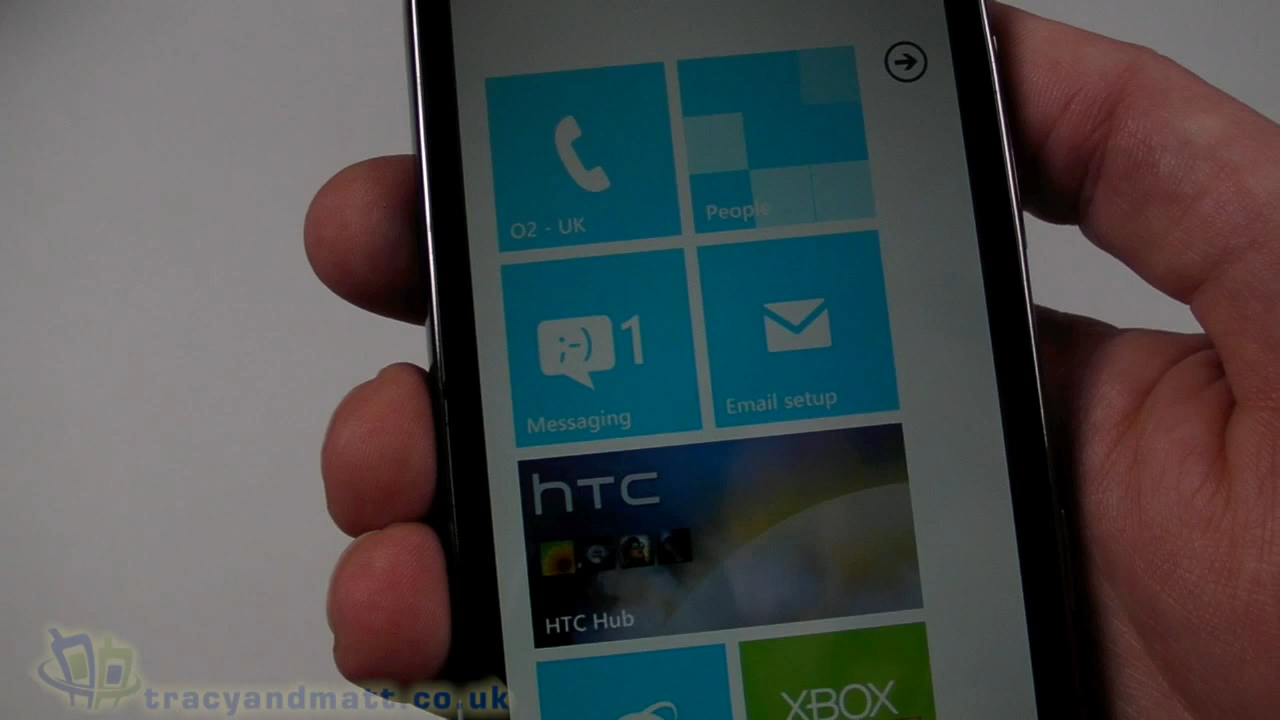 O2 - UK
People
;-) 1
Messaging
Email setup
hTC
HTC Hub
XBOX
tracyandmatt.co.uk